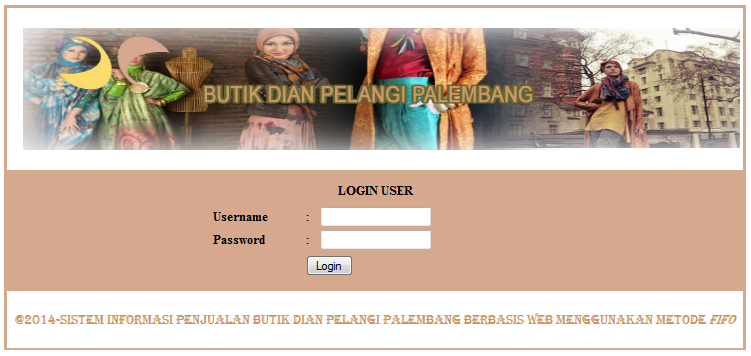 BUTIK DIAN PELANGI PALEMBANG
LOGIN USER
Username :
Password :
Login
@2014-SISTEM INFORMASI PENJUALAN BUTIK DIAN PELANGI PALEMBANG BERBASIS WEB MENGGUNAKAN METODE FIFO